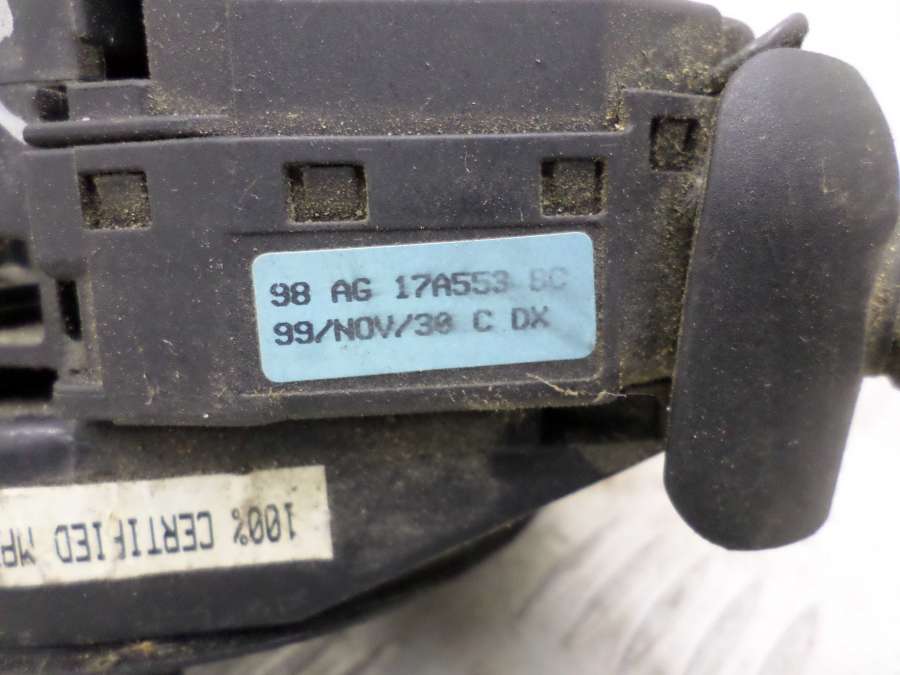 98 AG 17A553 BC
99/NOV/30 C DX
100% CERTIFIED